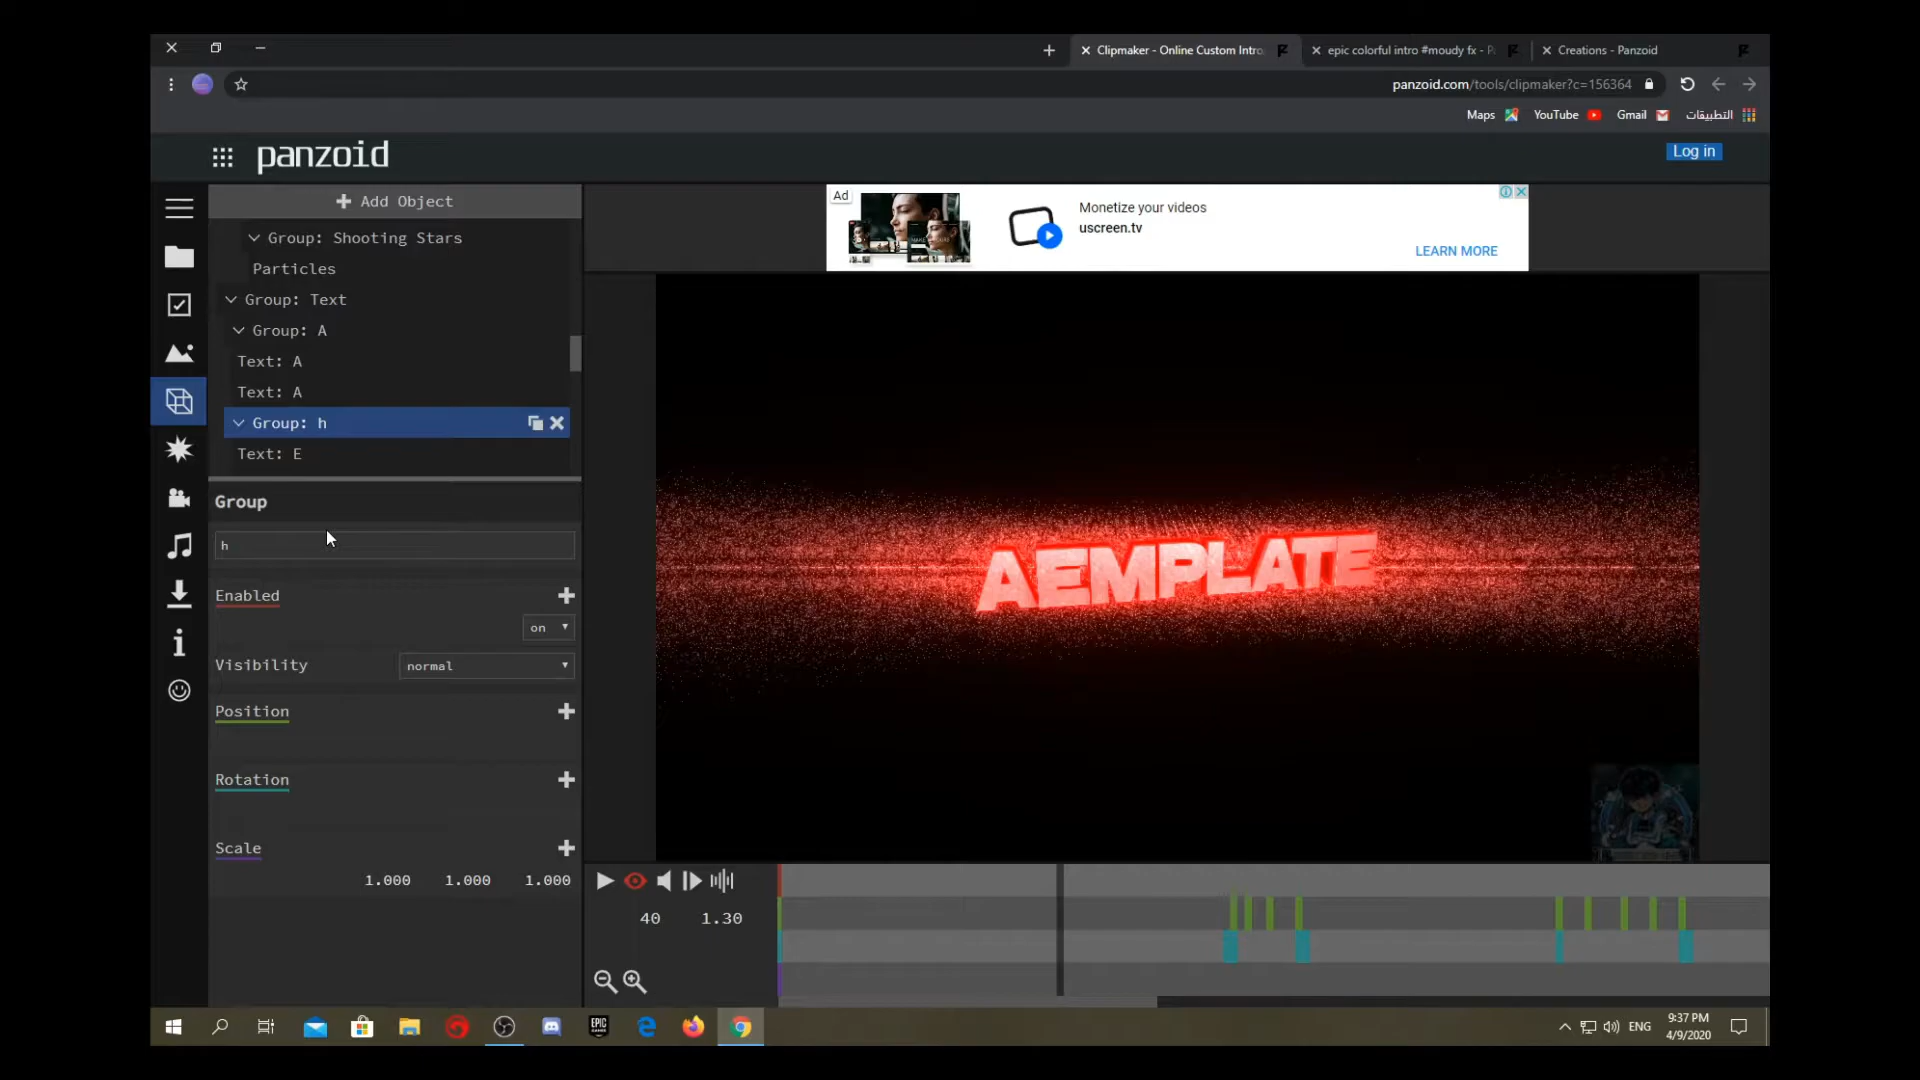 Clipmaker - Online Custom Intro
epic colorful intro #moudy fx - P
Creations - Panzoid
panzoid.com/tools/clipmaker?c=156364
Maps
YouTube
Gmail
التطبيقات
panzoid
Log in
Add Object
Ad
Monetize your videos
uscreen.tv
LEARN MORE
Group: Shooting Stars
Particles
Group: Text
Group: A
Text: A
Text: A
Group: h
Text: E
Group
h
Enabled
on
Visibility
normal
Position
Rotation
Scale
1.000 1.000 1.000
AEMPLATE
40 1.30
EPIC
GAMES
ENG
9:37 PM
4/9/2020